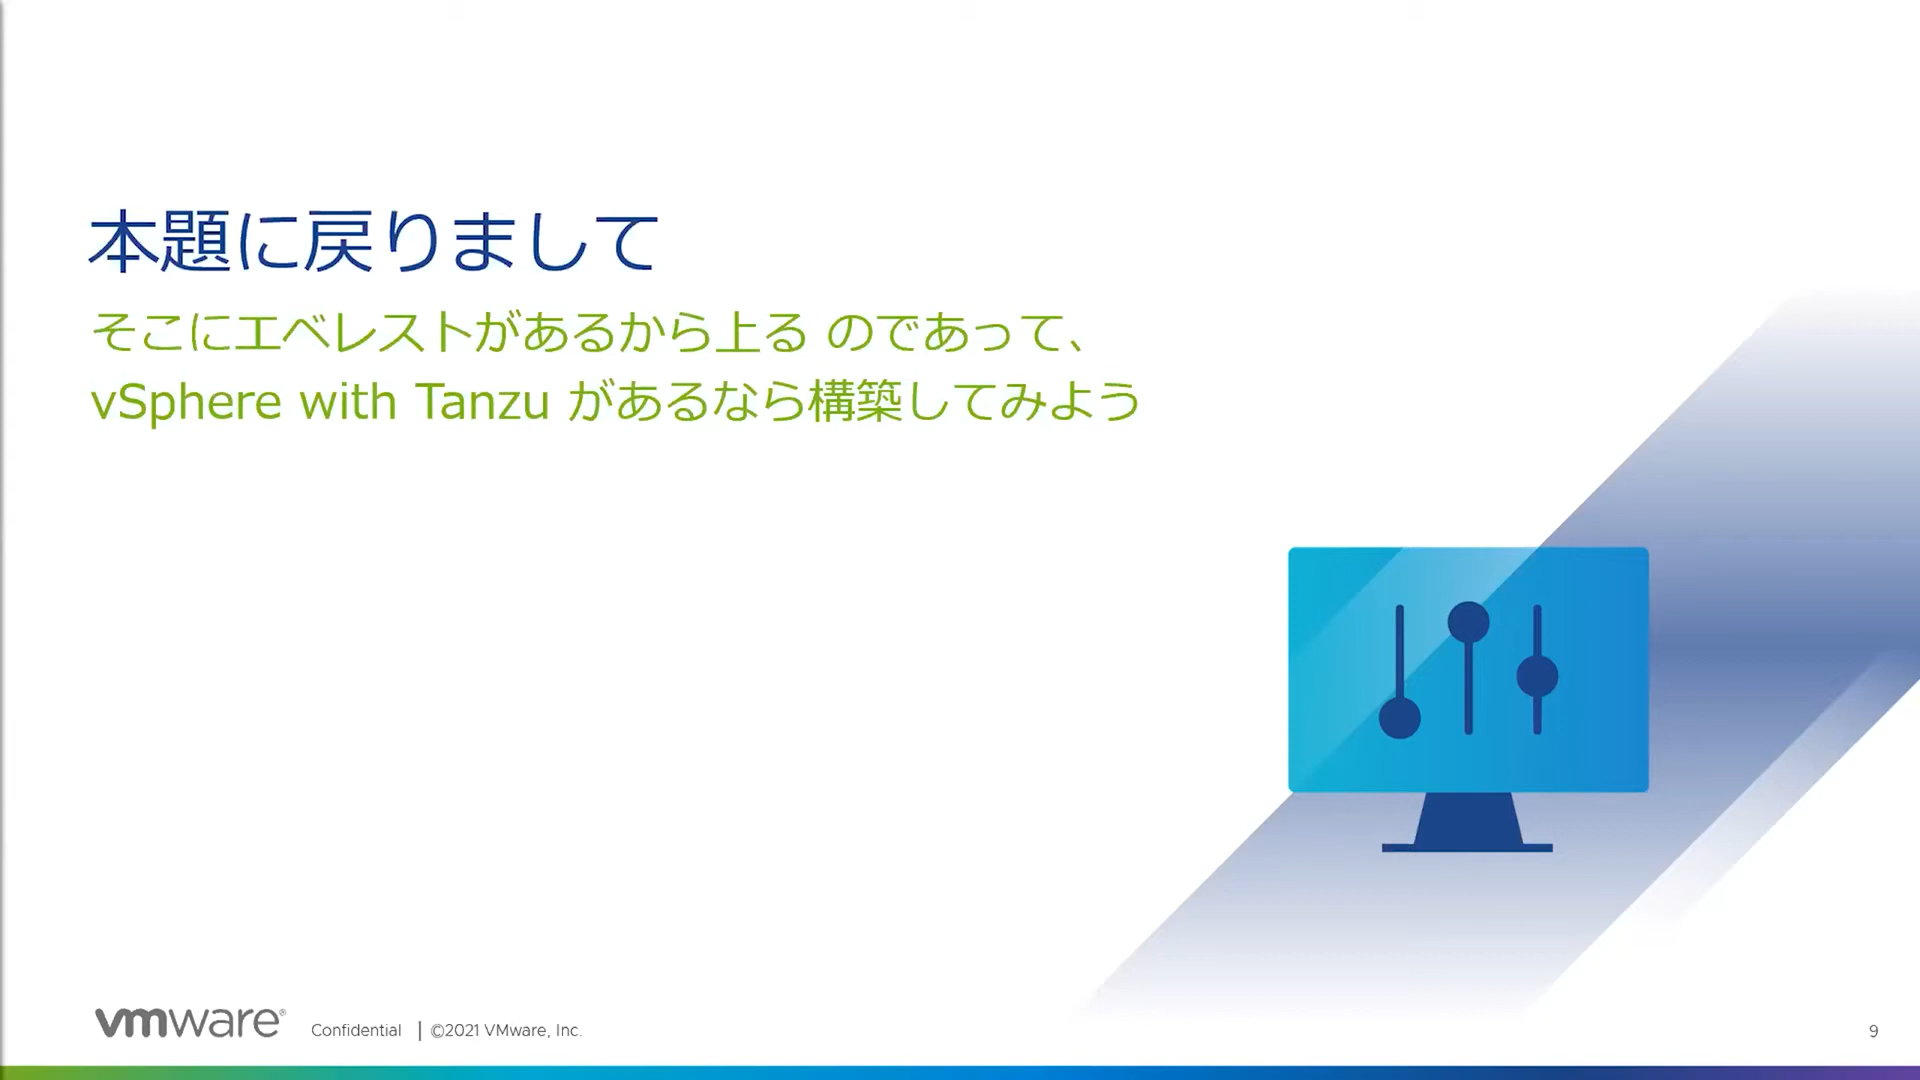 本題に戻りまして
そこにエベレストがあるから上る のであって、
vSphere with Tanzu があるなら構築してみよう
vmware® Confidential | ©2021 VMware, Inc.
9